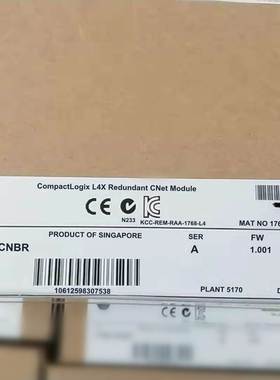 CompactLogix L4X Redundant CNet Module
CE N233 KCC-REM-RAA-1768-L4
MAT NO 176
PRODUCT OF SINGAPORE SER FW
CNBR A 1.001
10612598307538 PLANT 5170 D